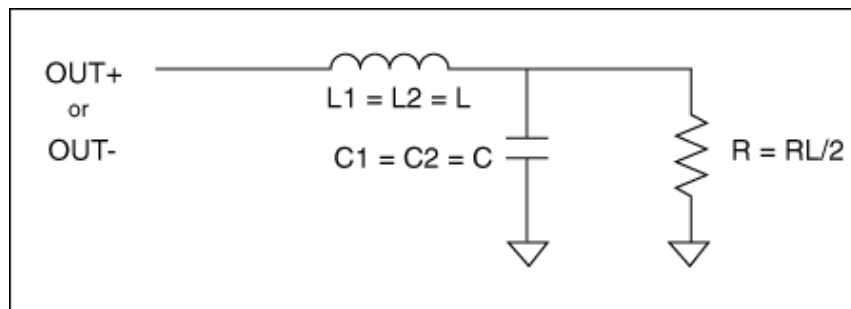 OUT+
or
OUT-
L1 = L2 = L
C1 = C2 = C
R = RL/2